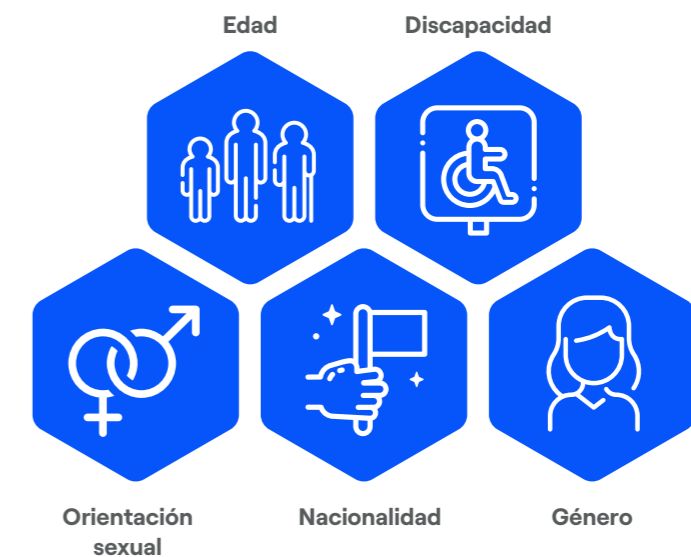 Edad
Discapacidad
Orientación
sexual
Nacionalidad
Género